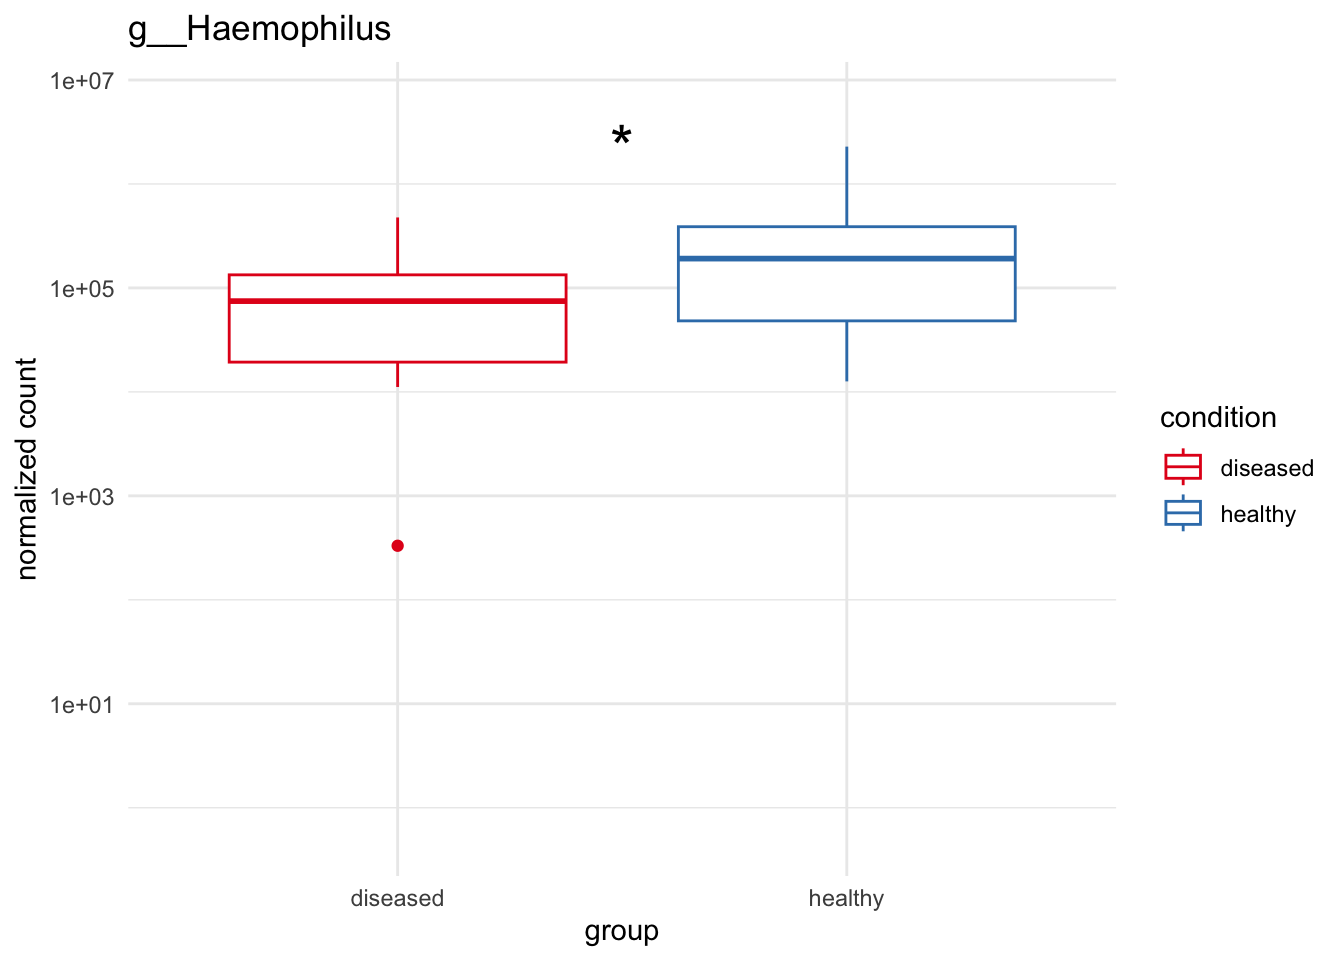 g__Haemophilus
1e+07
*
1e+05
1e+03
1e+01
normalized count
diseased
healthy
group
condition
diseased
healthy